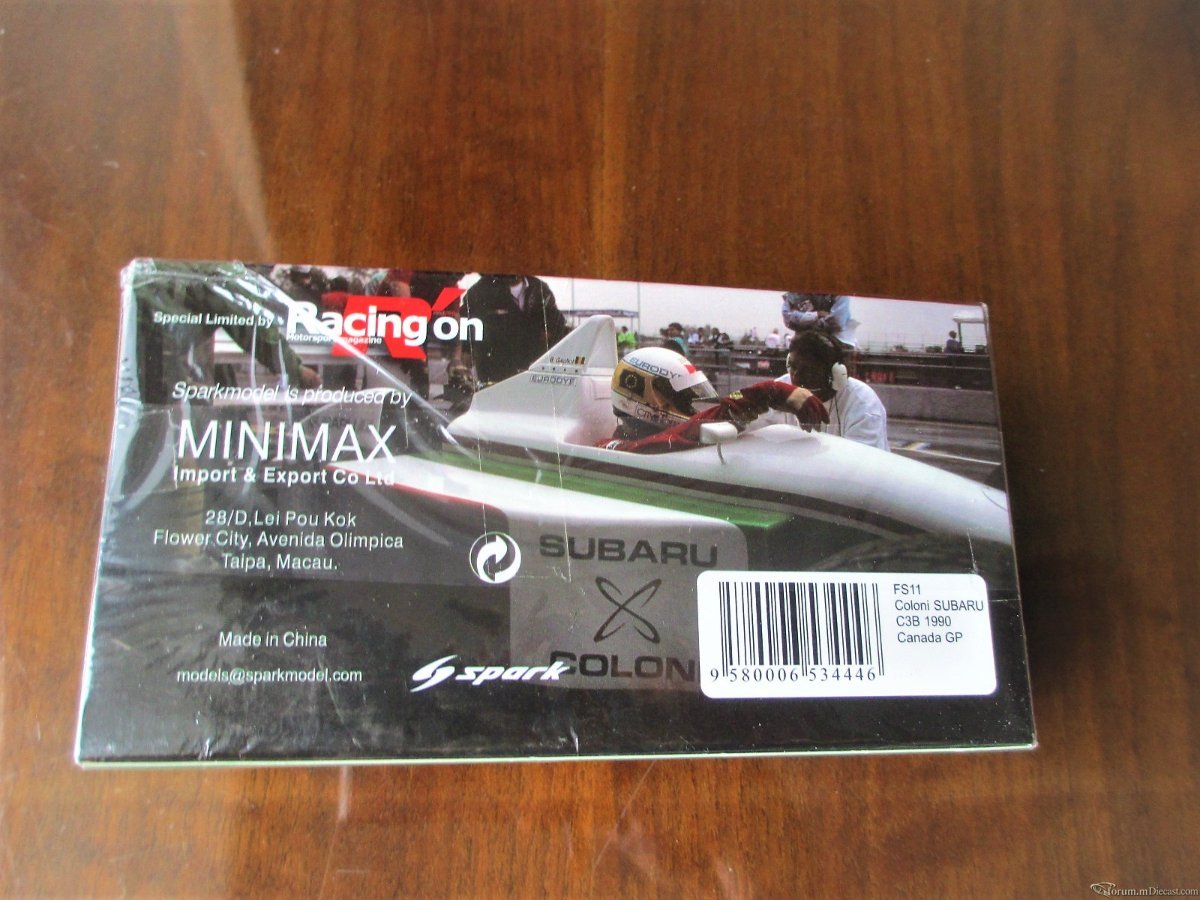 Special Limited by Racing on
Motorsport magazine
Sparkmodel is produced by
MINIMAX
Import & Export Co Ltd
28/D,Lei Pou Kok
Flower City, Avenida Olimpica
Taipa, Macau.
Made in China
models@sparkmodel.com
spark
EURODYF
EURODYF
SUBARU
COLONI
FS11
Coloni SUBARU
C3B 1990
Canada GP
9 580006 534446
forum.mDiecast.com